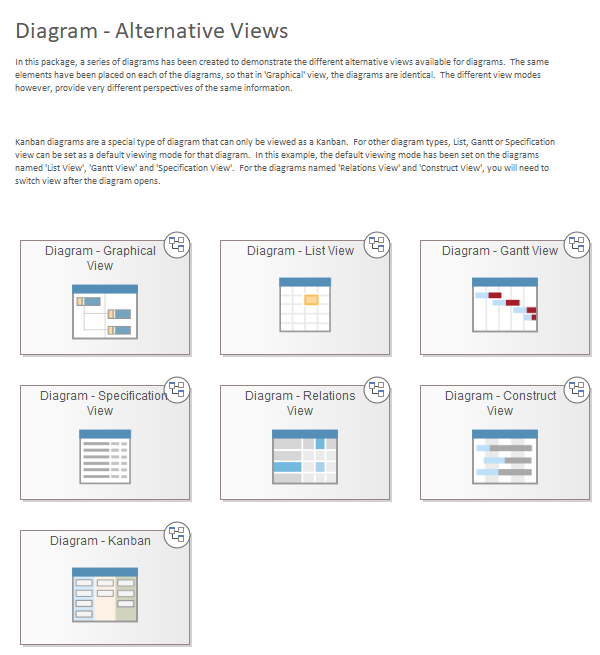 Diagram - Alternative Views
In this package, a series of diagrams has been created to demonstrate the different alternative views available for diagrams. The same
elements have been placed on each of the diagrams, so that in 'Graphical' view, the diagrams are identical. The different view modes
however, provide very different perspectives of the same information.
Kanban diagrams are a special type of diagram that can only be viewed as a Kanban. For other diagram types, List, Gantt or Specification
view can be set as a default viewing mode for that diagram. In this example, the default viewing mode has been set on the diagrams
named 'List View', 'Gantt View' and 'Specification View'. For the diagrams named 'Relations View' and 'Construct View', you will need to
switch view after the diagram opens.
Diagram - Graphical
View
Diagram - List View
Diagram - Gantt View
Diagram - Specification
View
Diagram - Relations
View
Diagram - Construct
View
Diagram - Kanban